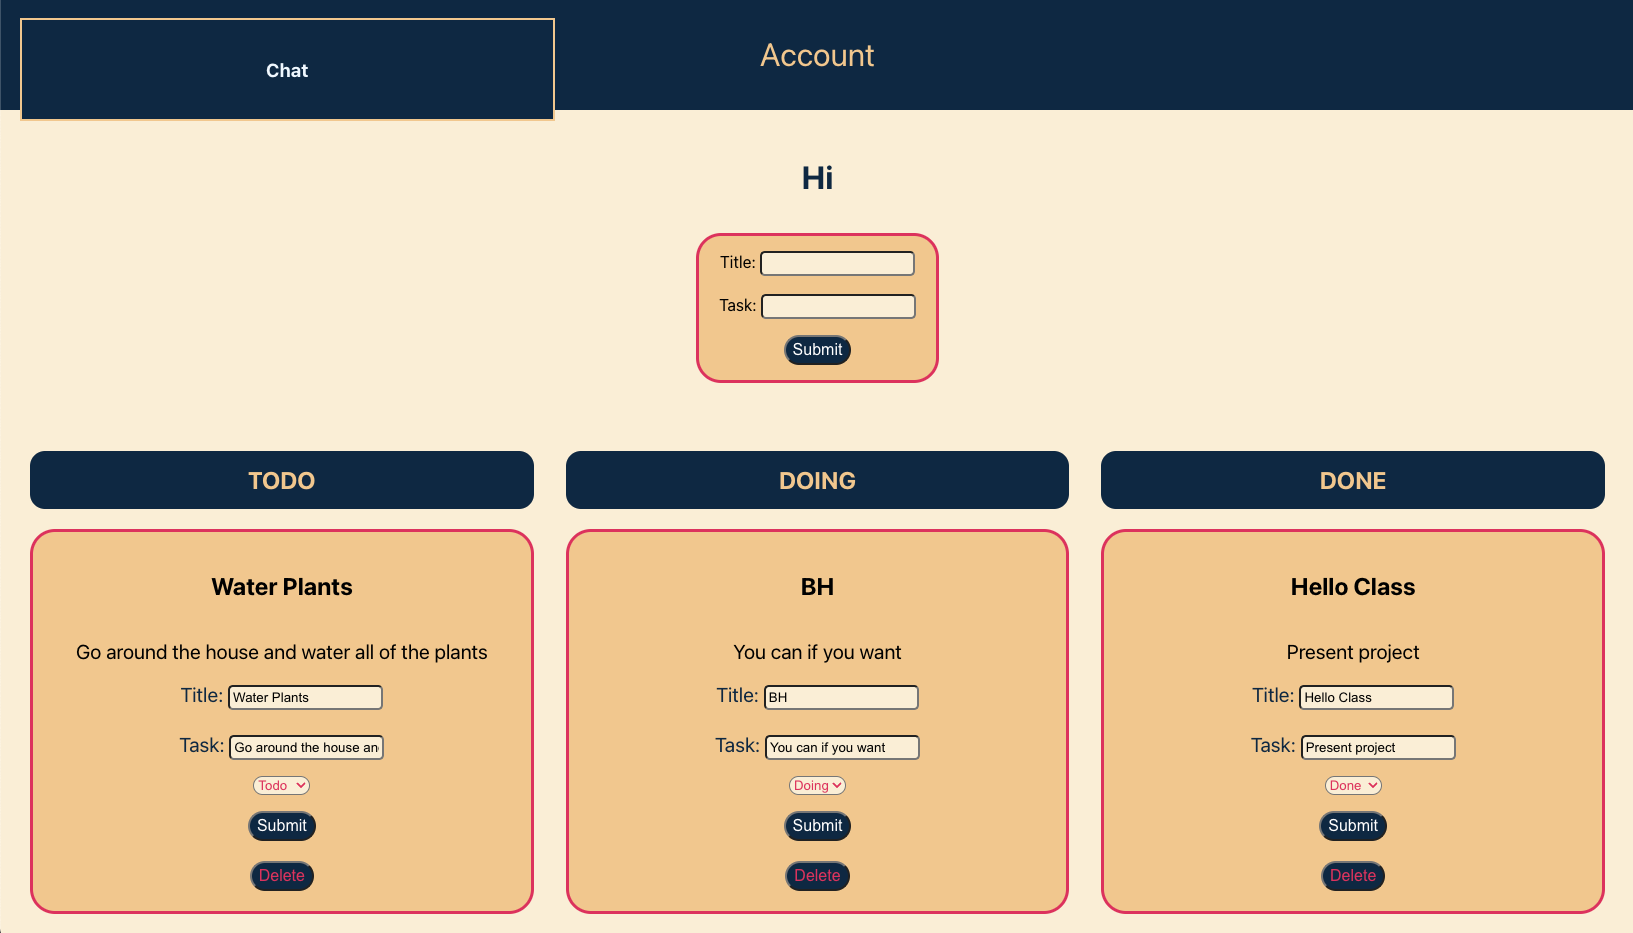 Chat
Account
Hi
Title:
Task:
Submit
TODO
DOING
DONE
Water Plants
Go around the house and water all of the plants
Title: Water Plants
Task: Go around the house an
Todo
Submit
Delete
BH
You can if you want
Title: BH
Task: You can if you want
Doing
Submit
Delete
Hello Class
Present project
Title: Hello Class
Task: Present project
Done
Submit
Delete